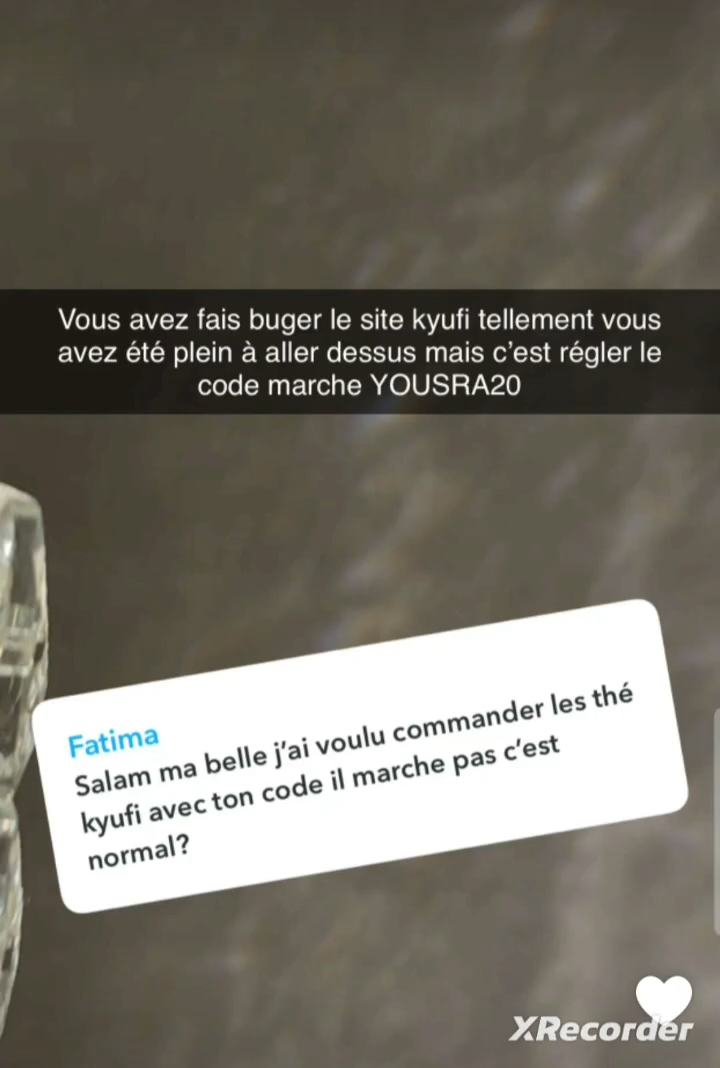 Vous avez fais buger le site kyufi tellement vous
avez été plein à aller dessus mais c’est régler le
code marche YOUSRA20
Fatima
Salam ma belle j’ai voulu commander les thé
kyufi avec ton code il marche pas c’est
normal?
XRecorder